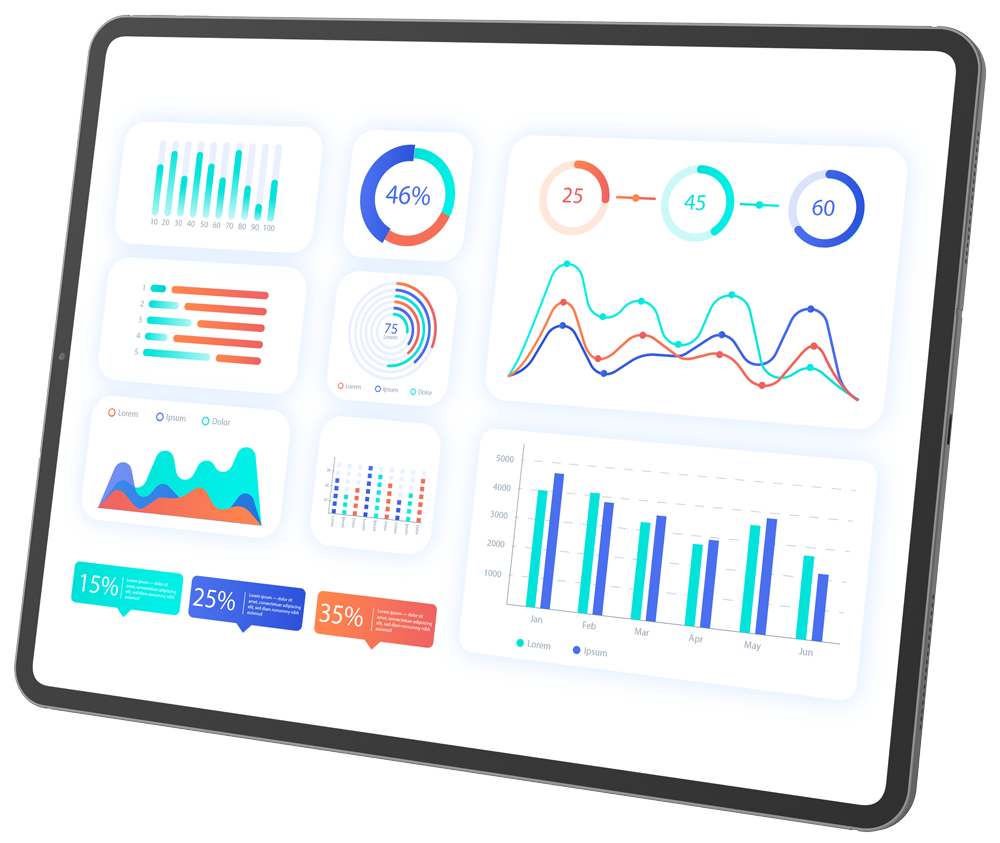 10 20 30 40 50 60 70 80 90 100
46%
25
45
60
1
2
3
4
5
75
Lorem
Lorem Ipsum Dolor
Lorem Ipsum Dolor
5000
4000
3000
2000
1000
Jan Feb Mar Apr May Jun
Lorem Ipsum
15%
Lorem ipsum — dolor sit
amet, consectetuer adipiscing
elit, sed diam nonummy nibh
euismod
25%
Lorem ipsum — dolor sit
amet, consectetuer adipiscing
elit, sed diam nonummy nibh
euismod
35%
Lorem ipsum — dolor sit
amet, consectetuer adipiscing
elit, sed diam nonummy nibh
euismod